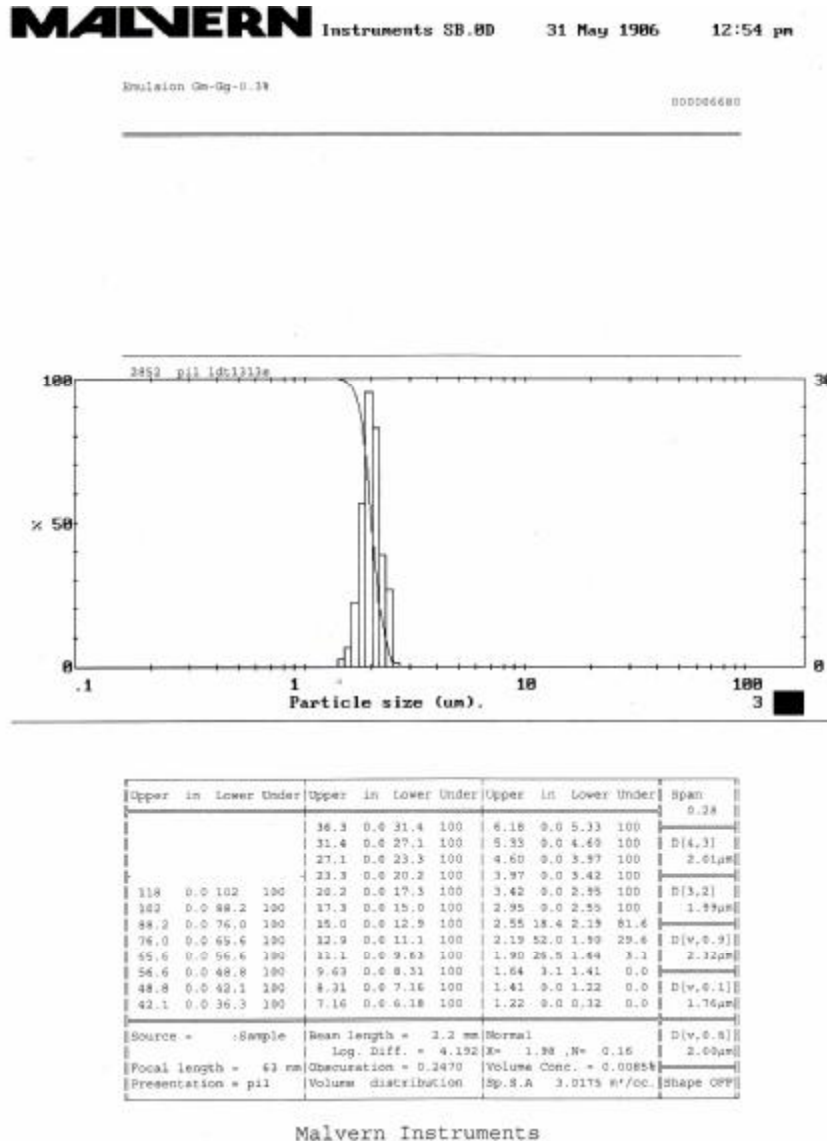 MALVERN Instruments SB.0D 31 May 1906 12:54 pm
Emulsion Gm-Gg-0.3%
000006680
2852 pil 1dt1313e
100 30
% 50
0 0
.1 1 10 100
Particle size (um).
3
Upper in Lower Under Upper in Lower Under Upper in Lower Under Span
0.28
36.3 0.0 31.4 100 6.18 0.0 5.33 100
31.4 0.0 27.1 100 5.33 0.0 4.60 100 D[4,3]
27.1 0.0 23.3 100 4.60 0.0 3.97 100 2.01µm
23.3 0.0 20.2 100 3.97 0.0 3.42 100
118 0.0 102 100 20.2 0.0 17.3 100 3.42 0.0 2.95 100 D[3,2]
102 0.0 88.2 100 17.3 0.0 15.0 100 2.95 0.0 2.55 100 1.99µm
88.2 0.0 76.0 100 15.0 0.0 12.9 100 2.55 18.4 2.19 81.6
76.0 0.0 65.6 100 12.9 0.0 11.1 100 2.19 52.0 1.90 29.6 D[v,0.9]
65.6 0.0 56.6 100 11.1 0.0 9.63 100 1.90 26.5 1.64 3.1 2.32µm
56.6 0.0 48.8 100 9.63 0.0 8.31 100 1.64 3.1 1.41 0.0
48.8 0.0 42.1 100 8.31 0.0 7.16 100 1.41 0.0 1.22 0.0 D[v,0.1]
42.1 0.0 36.3 100 7.16 0.0 6.18 100 1.22 0.0 0.32 0.0 1.76µm
Source = :Sample Beam length = 2.2 mm Normal D[v,0.5]
Log. Diff. = 4.192 X= 1.98 ,N= 0.16 2.00µm
Focal length = 63 mm Obscuration = 0.2470 Volume Conc. = 0.0085%
Presentation = pil Volume distribution Sp.S.A 3.0175 m²/cc. Shape OFF
Malvern Instruments